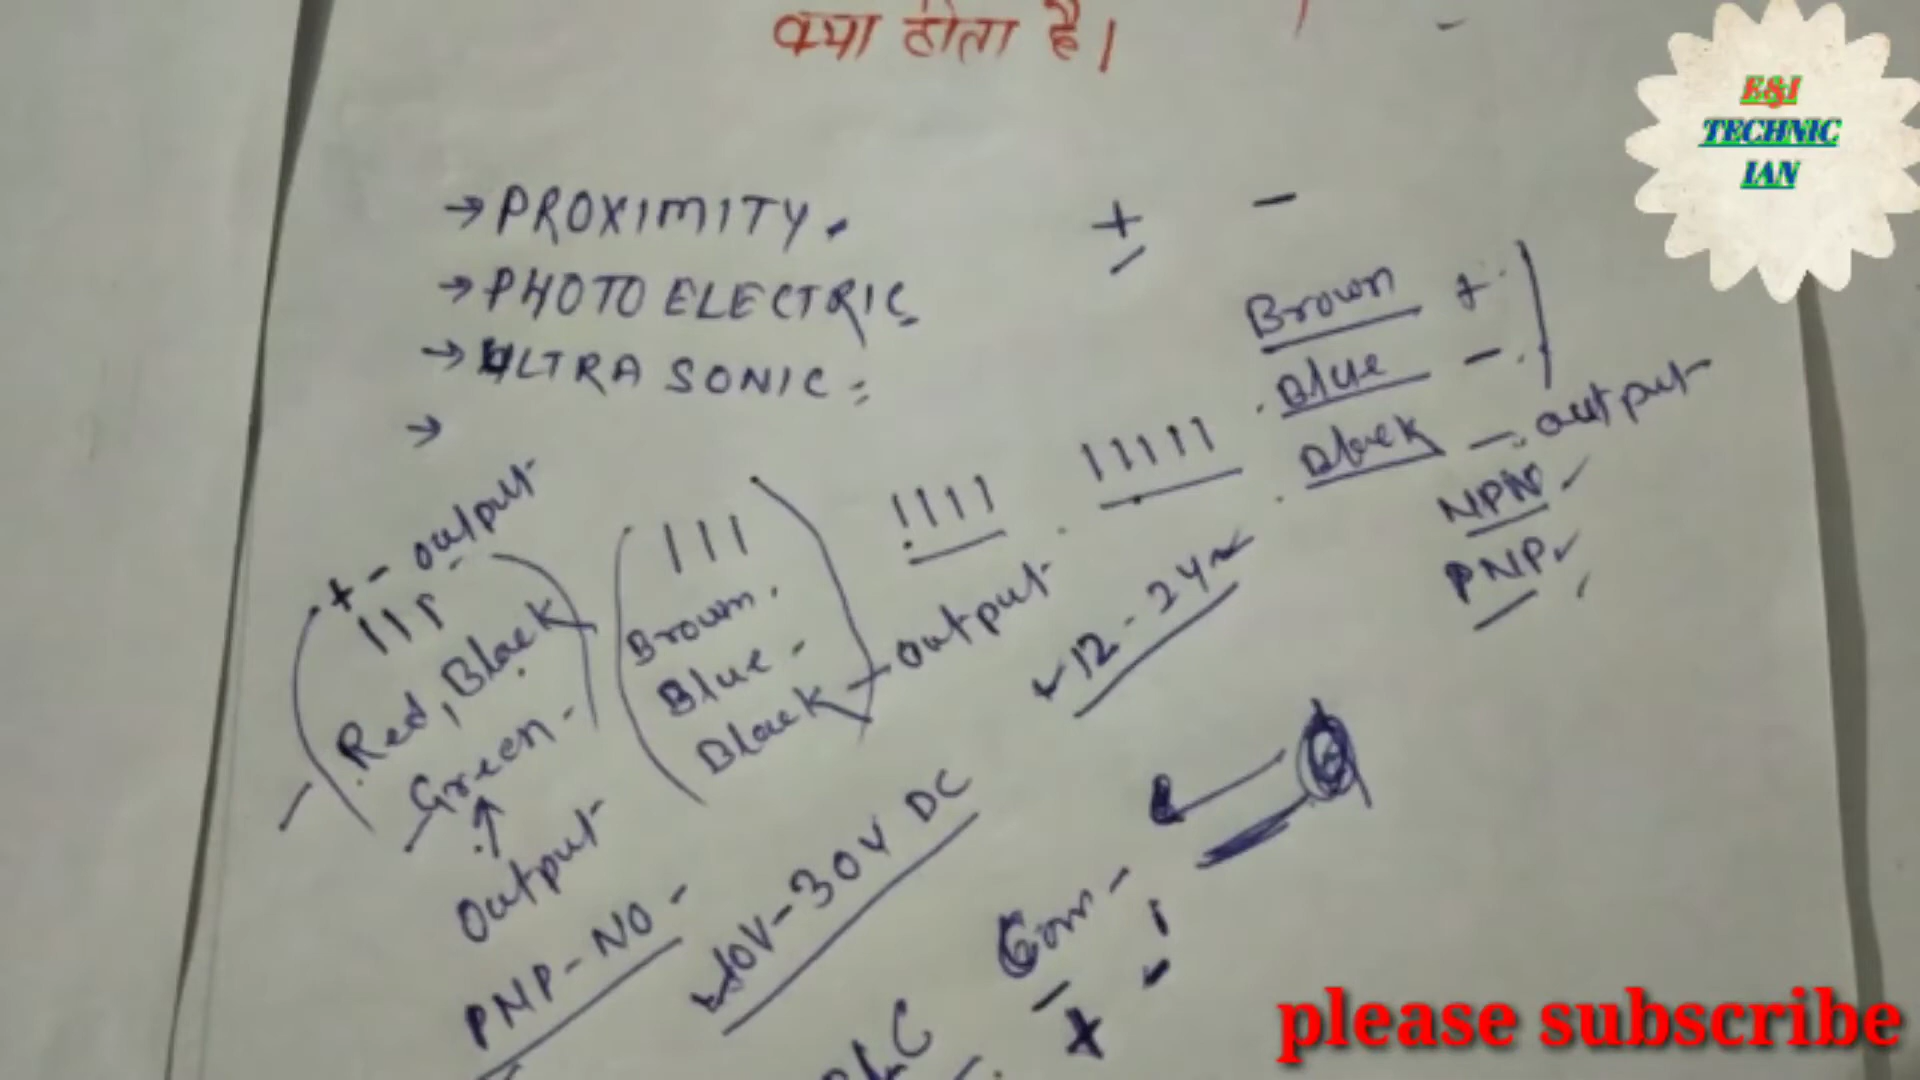 क्या होता है।
E&I
TECHNIC
IAN
→ PROXIMITY.
+ -
→ PHOTO ELECTRIC
→ ULTRA SONIC
→
Brown +
Blue -
Black - output
NPN
PNP
+ - output
Red, Black
Green
Output
Brown
Blue
Black - output
12 - 24
10V-30V DC
PNP-NO
Com
+ -
please subscribe